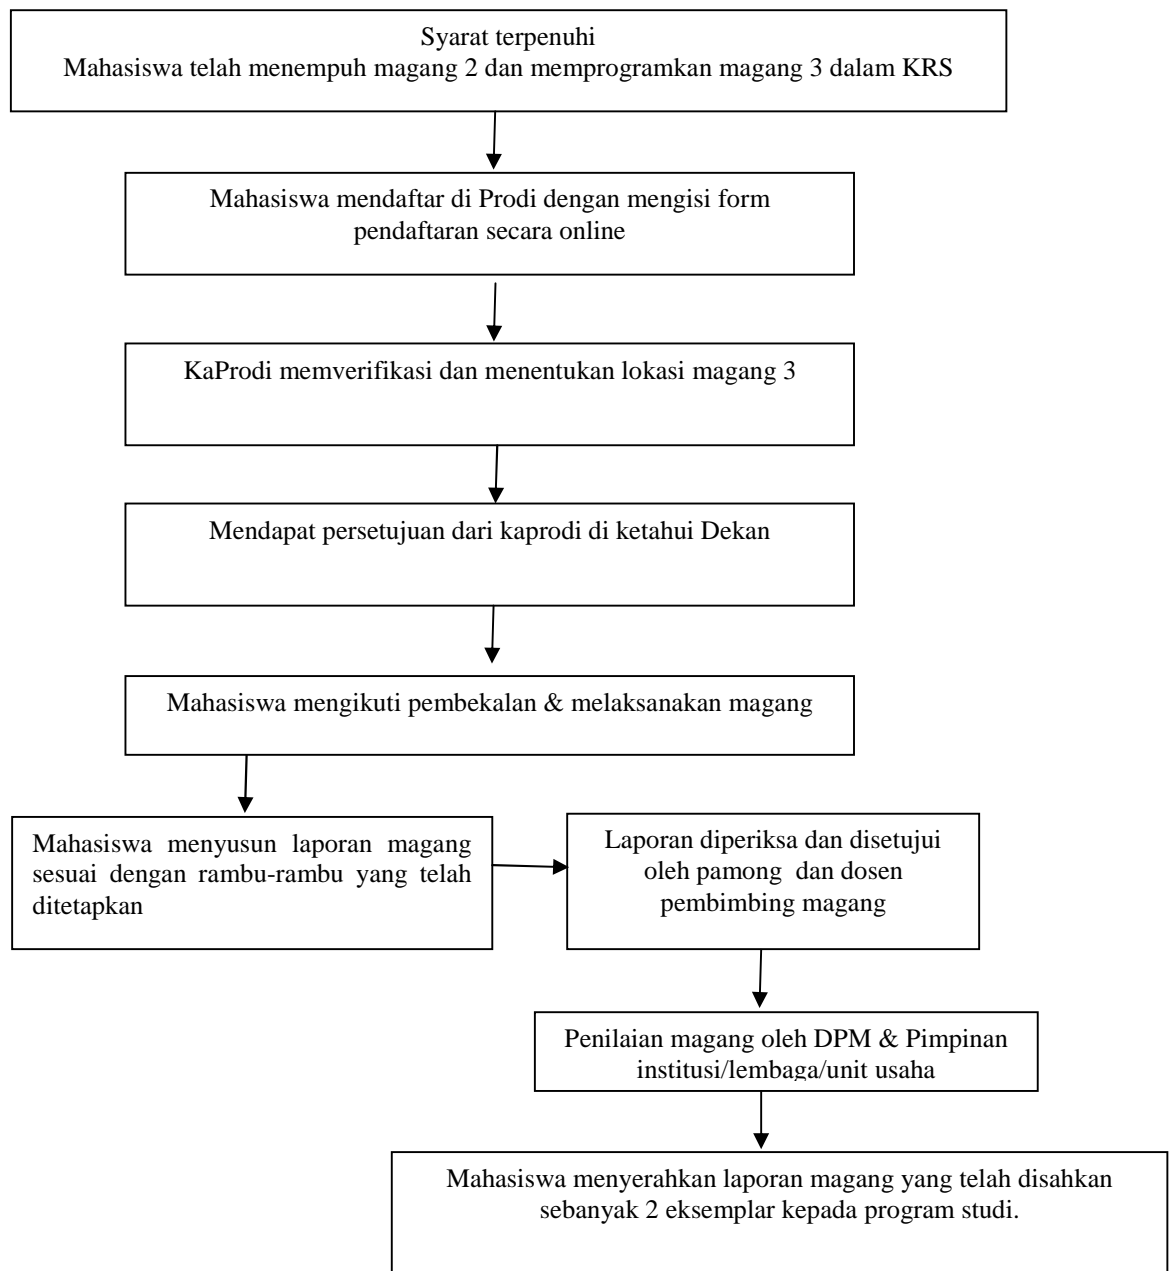 Syarat terpenuhi
Mahasiswa telah menempuh magang 2 dan memprogramkan magang 3 dalam KRS
Mahasiswa mendaftar di Prodi dengan mengisi form
pendaftaran secara online
KaProdi memverifikasi dan menentukan lokasi magang 3
Mendapat persetujuan dari kaprodi di ketahui Dekan
Mahasiswa mengikuti pembekalan & melaksanakan magang
Mahasiswa menyusun laporan magang
sesuai dengan rambu-rambu yang telah
ditetapkan
Laporan diperiksa dan disetujui
oleh pamong dan dosen
pembimbing magang
Penilaian magang oleh DPM & Pimpinan
institusi/lembaga/unit usaha
Mahasiswa menyerahkan laporan magang yang telah disahkan
sebanyak 2 eksemplar kepada program studi.